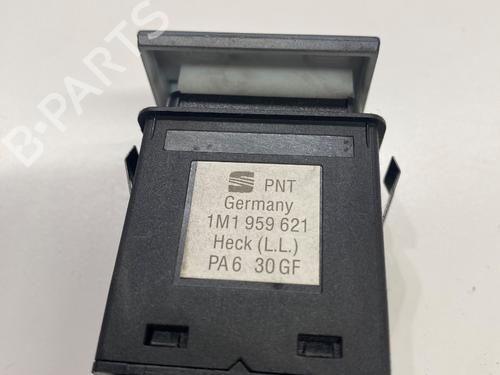 B-PARTS
PNT
Germany
1M1 959 621
Heck (L.L.)
PA6 30GF